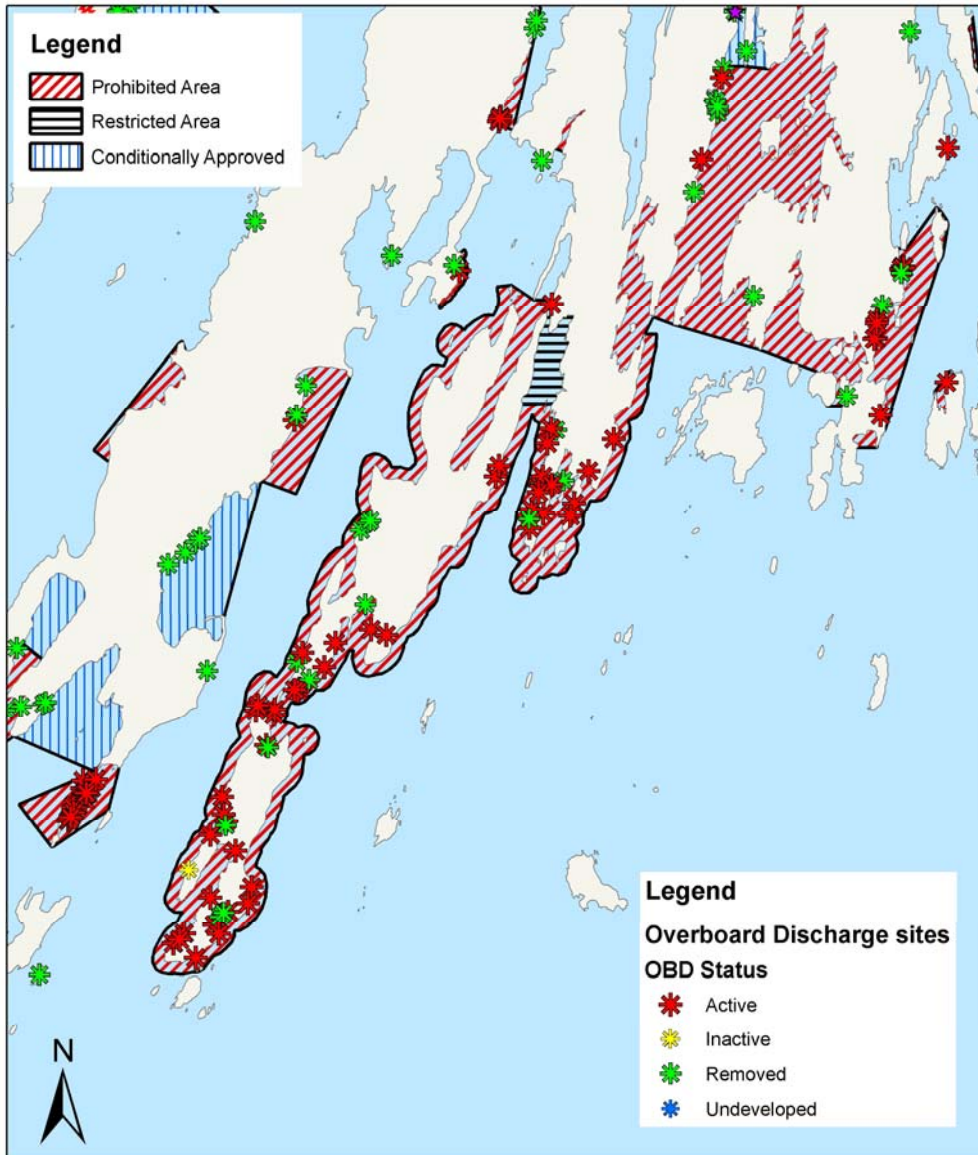 Legend
Prohibited Area
Restricted Area
Conditionally Approved
Legend
Overboard Discharge sites
OBD Status
Active
Inactive
Removed
Undeveloped
N